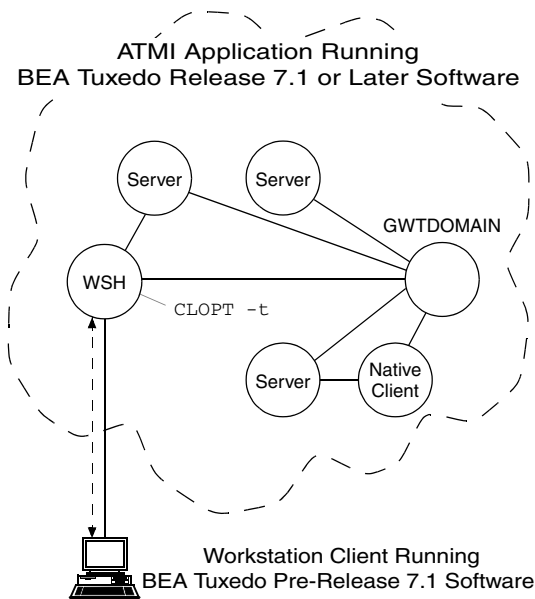 ATMI Application Running
BEA Tuxedo Release 7.1 or Later Software
Server
Server
GWTDOMAIN
WSH
CLOPT -t
Server
Native
Client
Workstation Client Running
BEA Tuxedo Pre-Release 7.1 Software